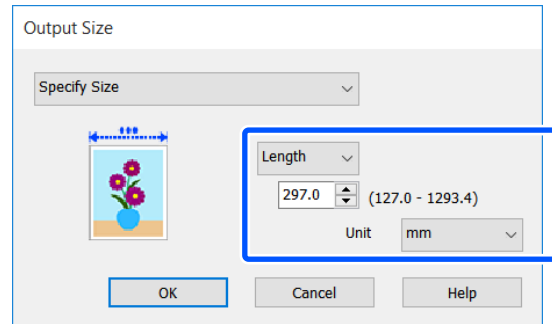 Output Size
Specify Size
Length
297.0 (127.0 - 1293.4)
Unit mm
OK Cancel Help